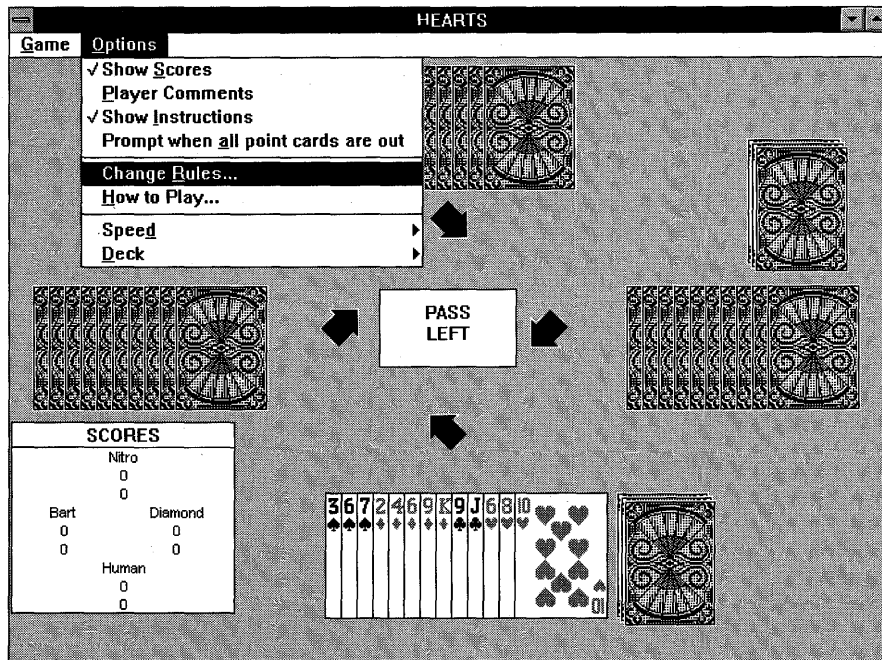 HEARTS
Game Options
√ Show Scores
Player Comments
√ Show Instructions
Prompt when all point cards are out
Change Rules...
How to Play...
Speed
Deck
PASS
LEFT
SCORES
Nitro
0
0
Bart Diamond
0 0
0 0
Human
0
0
3 6 7 2 4 6 9 K 9 J 6 8 10
10